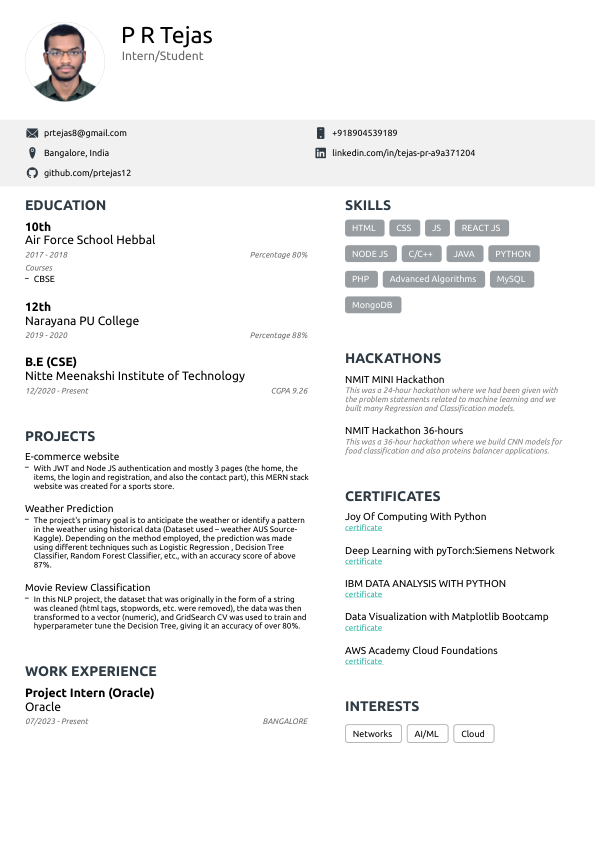 P R Tejas
Intern/Student
prtejas8@gmail.com
+918904539189
Bangalore, India
linkedin.com/in/tejas-pr-a9a371204
github.com/prtejas12
EDUCATION
10th
Air Force School Hebbal
2017 - 2018 Percentage 80%
Courses
– CBSE
12th
Narayana PU College
2019 - 2020 Percentage 88%
B.E (CSE)
Nitte Meenakshi Institute of Technology
12/2020 - Present CGPA 9.26
PROJECTS
E-commerce website
– With JWT and Node JS authentication and mostly 3 pages (the home, the
items, the login and registration, and also the contact part), this MERN stack
website was created for a sports store.
Weather Prediction
– The project's primary goal is to anticipate the weather or identify a pattern
in the weather using historical data (Dataset used – weather AUS Source-
Kaggle). Depending on the method employed, the prediction was made
using different techniques such as Logistic Regression , Decision Tree
Classifier, Random Forest Classifier, etc., with an accuracy score of above
87%.
Movie Review Classification
– In this NLP project, the dataset that was originally in the form of a string
was cleaned (html tags, stopwords, etc. were removed), the data was then
transformed to a vector (numeric), and GridSearch CV was used to train and
hyperparameter tune the Decision Tree, giving it an accuracy of over 80%.
WORK EXPERIENCE
Project Intern (Oracle)
Oracle
07/2023 - Present BANGALORE
SKILLS
HTML CSS JS REACT JS
NODE JS C/C++ JAVA PYTHON
PHP Advanced Algorithms MySQL
MongoDB
HACKATHONS
NMIT MINI Hackathon
This was a 24-hour hackathon where we had been given with
the problem statements related to machine learning and we
built many Regression and Classification models.
NMIT Hackathon 36-hours
This was a 36-hour hackathon where we build CNN models for
food classification and also proteins balancer applications.
CERTIFICATES
Joy Of Computing With Python
certificate
Deep Learning with pyTorch:Siemens Network
certificate
IBM DATA ANALYSIS WITH PYTHON
certificate
Data Visualization with Matplotlib Bootcamp
certificate
AWS Academy Cloud Foundations
certificate
INTERESTS
Networks AI/ML Cloud